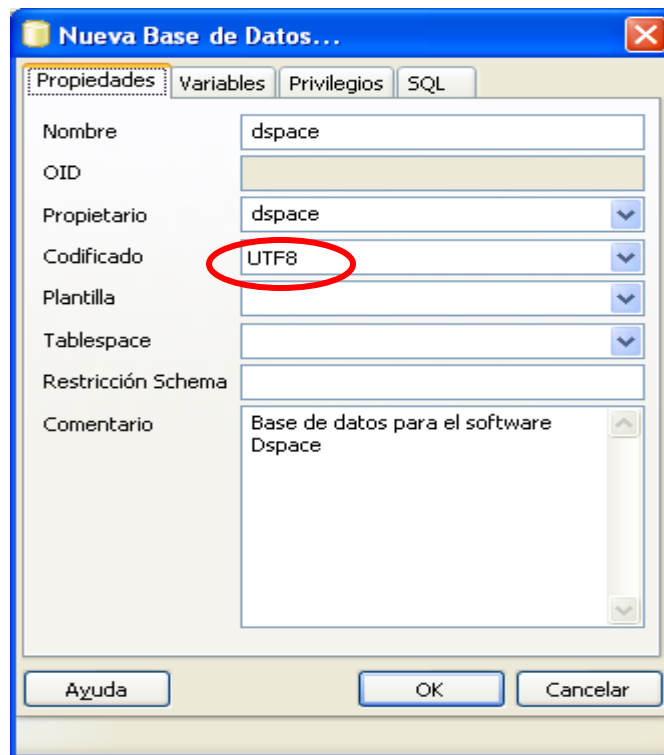 Nueva Base de Datos...
Propiedades Variables Privilegios SQL
Nombre dspace
OID
Propietario dspace
Codificado UTF8
Plantilla
Tablespace
Restricción Schema
Comentario Base de datos para el software
Dspace
Ayuda OK Cancelar